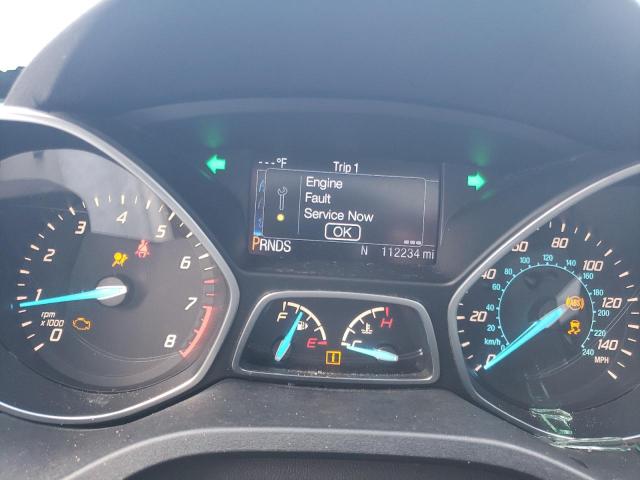 ---°F
Trip 1
Engine
Fault
Service Now
OK
PRNDS
N 112234 mi
0
1
2
3
4
5
6
7
8
rpm
x1000
F
E
C
H
0
20
40
60
80
100
120
140
MPH
km/h
20
40
60
80
100
120
140
160
180
200
220
240
ABS